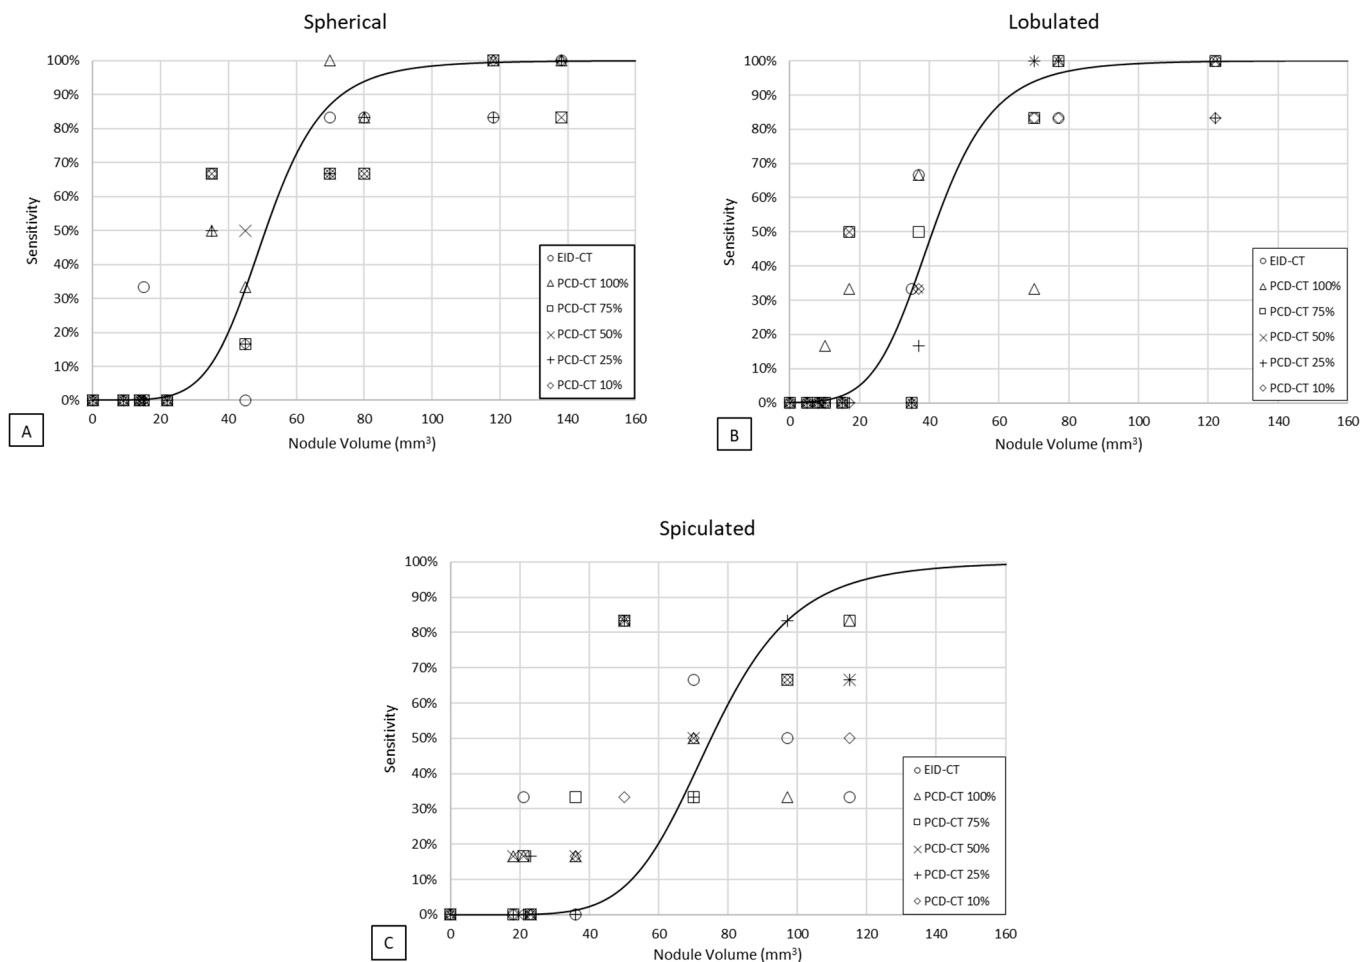 Spherical
100%
90%
80%
70%
60%
50%
40%
30%
20%
10%
0%
Sensitivity
0 20 40 60 80 100 120 140 160
Nodule Volume (mm³)
EID-CT
PCD-CT 100%
PCD-CT 75%
PCD-CT 50%
PCD-CT 25%
PCD-CT 10%
A
Lobulated
100%
90%
80%
70%
60%
50%
40%
30%
20%
10%
0%
Sensitivity
0 20 40 60 80 100 120 140 160
Nodule Volume (mm³)
EID-CT
PCD-CT 100%
PCD-CT 75%
PCD-CT 50%
PCD-CT 25%
PCD-CT 10%
B
Spiculated
100%
90%
80%
70%
60%
50%
40%
30%
20%
10%
0%
Sensitivity
0 20 40 60 80 100 120 140 160
Nodule Volume (mm³)
EID-CT
PCD-CT 100%
PCD-CT 75%
PCD-CT 50%
PCD-CT 25%
PCD-CT 10%
C